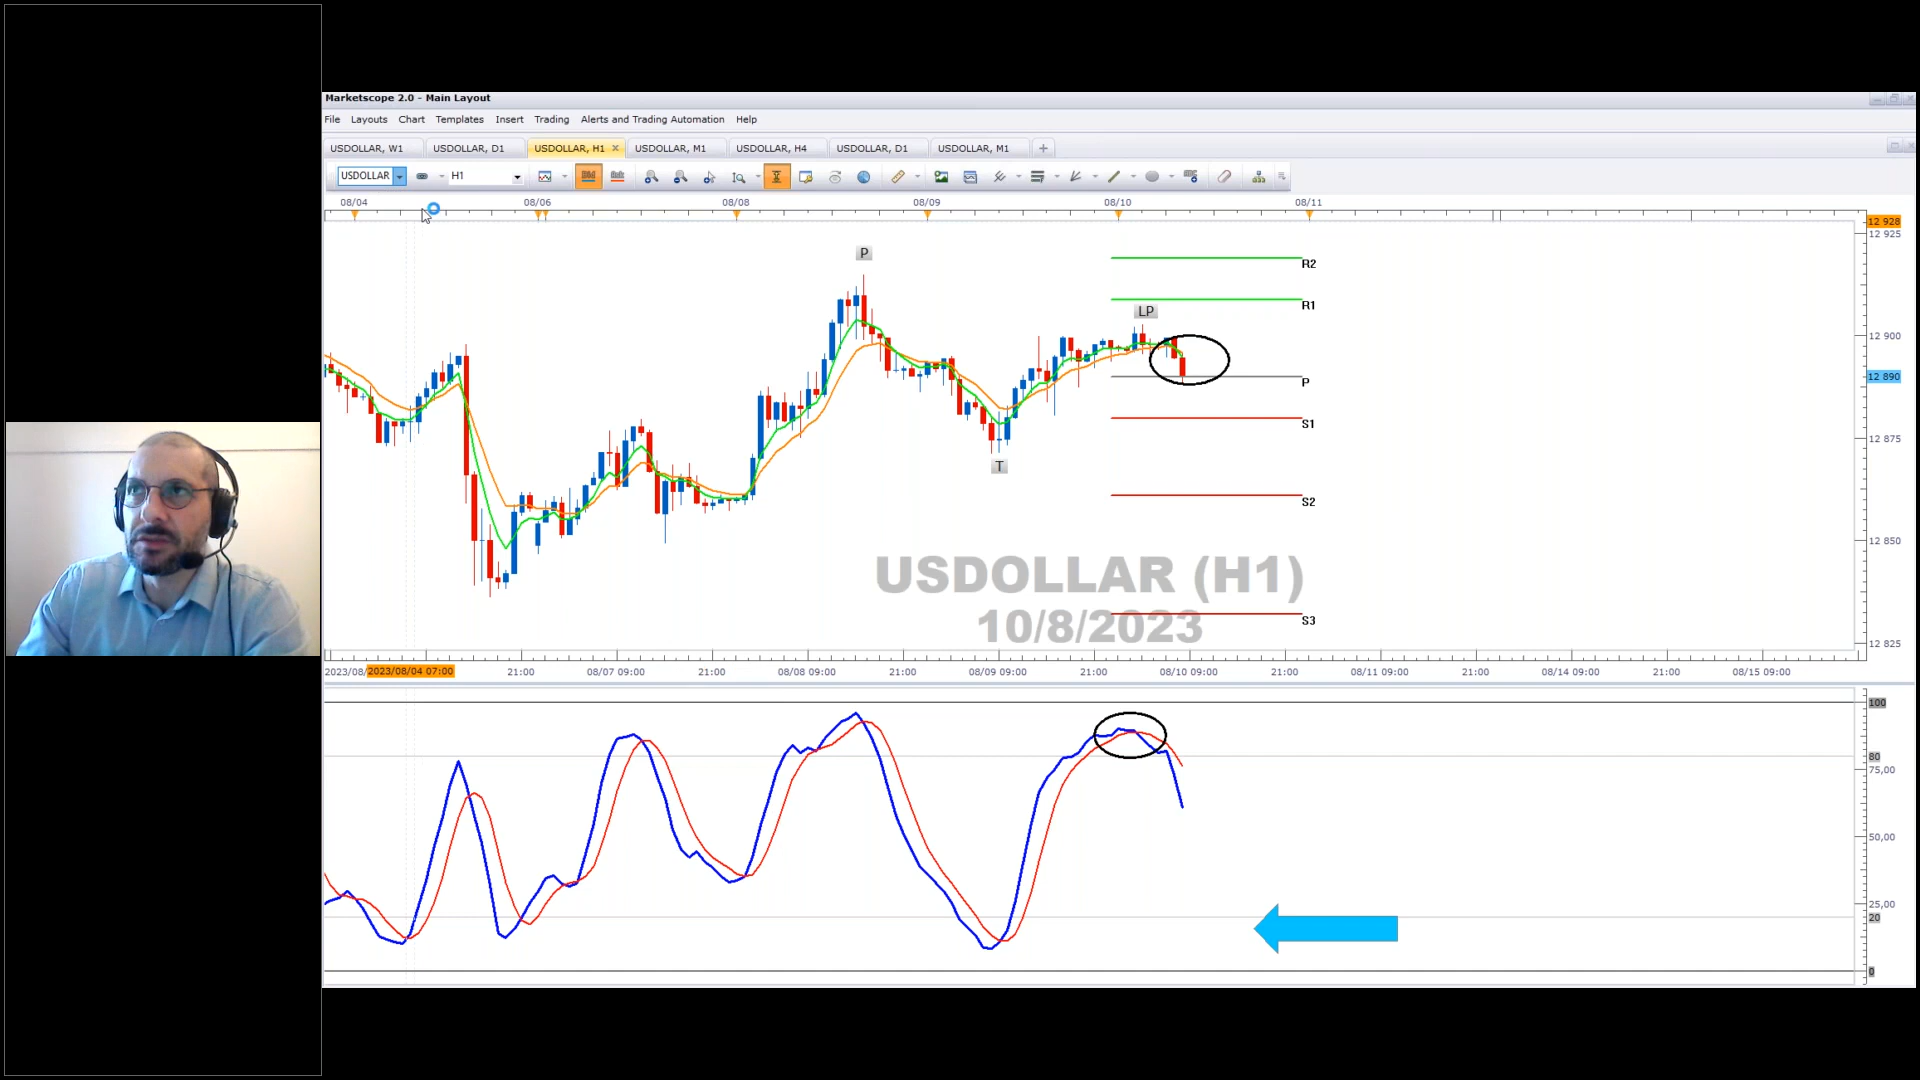 Marketscope 2.0 - Main Layout
File Layouts Chart Templates Insert Trading Alerts and Trading Automation Help
USDOLLAR, W1 USDOLLAR, D1 USDOLLAR, H1 USDOLLAR, M1 USDOLLAR, H4 USDOLLAR, D1 USDOLLAR, M1
USDOLLAR H1
08/04 08/06 08/08 08/09 08/10 08/11
12 928
12 925
P
R2
R1
LP
12 900
12 890
P
S1
12 875
T
S2
12 850
USDOLLAR (H1)
10/8/2023
S3
12 825
2023/08/ 2023/08/04 07:00 21:00 08/07 09:00 21:00 08/08 09:00 21:00 08/09 09:00 21:00 08/10 09:00 21:00 08/11 09:00 21:00 08/14 09:00 21:00 08/15 09:00
100
80
75,00
50,00
25,00
20
0